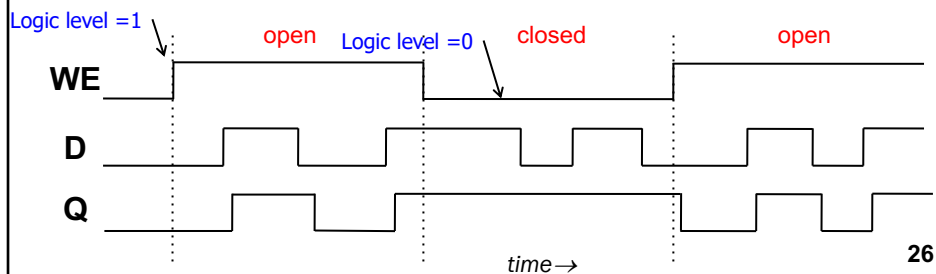 Logic level =1
open
Logic level =0
closed
open
WE
D
Q
time→
26